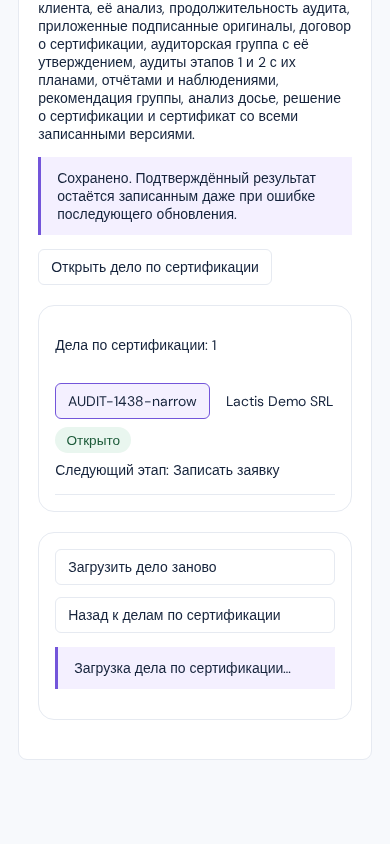 клиента, её анализ, продолжительность аудита,
приложенные подписанные оригиналы, договор
о сертификации, аудиторская группа с её
утверждением, аудиты этапов 1 и 2 с их
планами, отчётами и наблюдениями,
рекомендация группы, анализ досье, решение
о сертификации и сертификат со всеми
записанными версиями.
Сохранено. Подтверждённый результат
остаётся записанным даже при ошибке
последующего обновления.
Открыть дело по сертификации
Дела по сертификации: 1
AUDIT-1438-narrow Lactis Demo SRL
Открыто
Следующий этап: Записать заявку
Загрузить дело заново
Назад к делам по сертификации
Загрузка дела по сертификации…